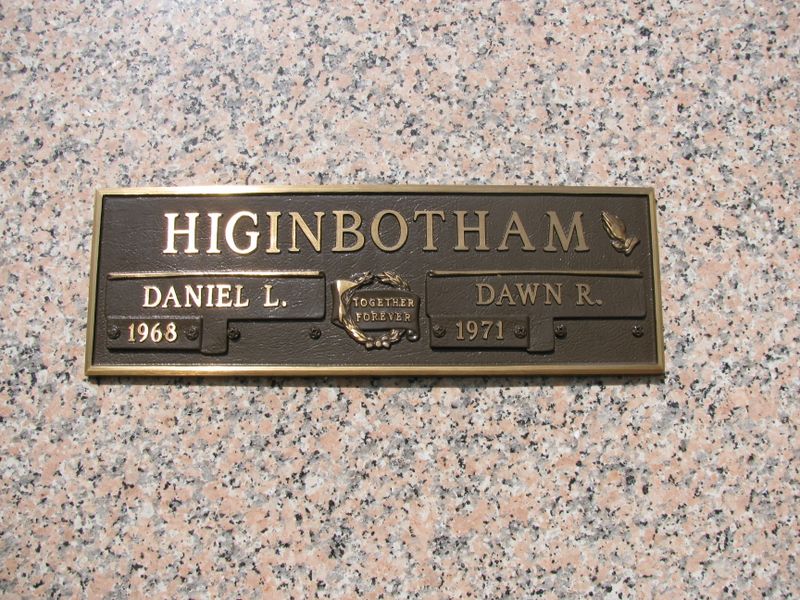 HIGINBOTHAM
DANIEL L.
1968
TOGETHER
FOREVER
DAWN R.
1971